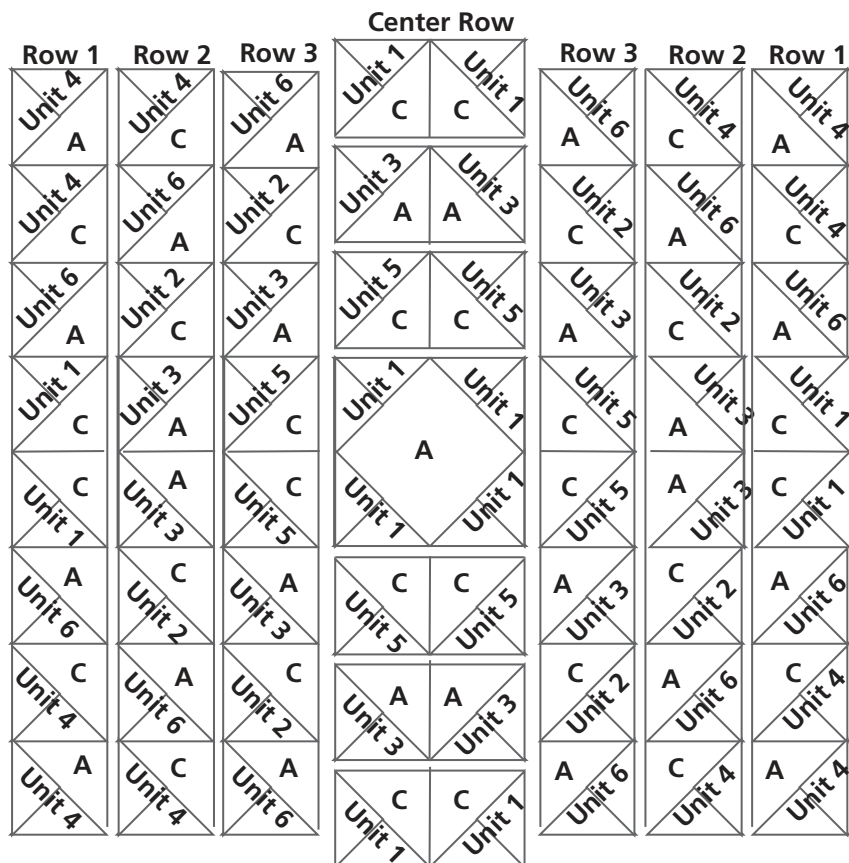 Row 1
Unit 4
A
Unit 4
C
Unit 6
A
Unit 1
C
C
Unit 1
A
Unit 6
C
Unit 4
A
Unit 4
Row 2
Unit 4
C
Unit 6
A
Unit 2
C
Unit 3
A
A
Unit 3
C
Unit 2
A
Unit 6
C
Unit 4
Row 3
Unit 6
A
Unit 2
C
Unit 3
A
Unit 5
C
C
Unit 5
A
Unit 3
C
Unit 2
A
Unit 6
Center Row
Unit 1 Unit 1
C C
Unit 3 Unit 3
A A
Unit 5 Unit 5
C C
Unit 1 Unit 1
A
Unit 1 Unit 1
C C
Unit 5 Unit 5
A A
Unit 3 Unit 3
C C
Unit 1 Unit 1
Row 3
Unit 6
A
Unit 2
C
Unit 3
A
Unit 5
C
C
Unit 5
A
Unit 3
C
Unit 2
A
Unit 6
Row 2
Unit 4
C
Unit 6
A
Unit 2
C
Unit 3
A
A
Unit 3
C
Unit 2
A
Unit 6
C
Unit 4
Row 1
Unit 4
A
Unit 4
C
Unit 6
A
Unit 1
C
C
Unit 1
A
Unit 6
C
Unit 4
A
Unit 4